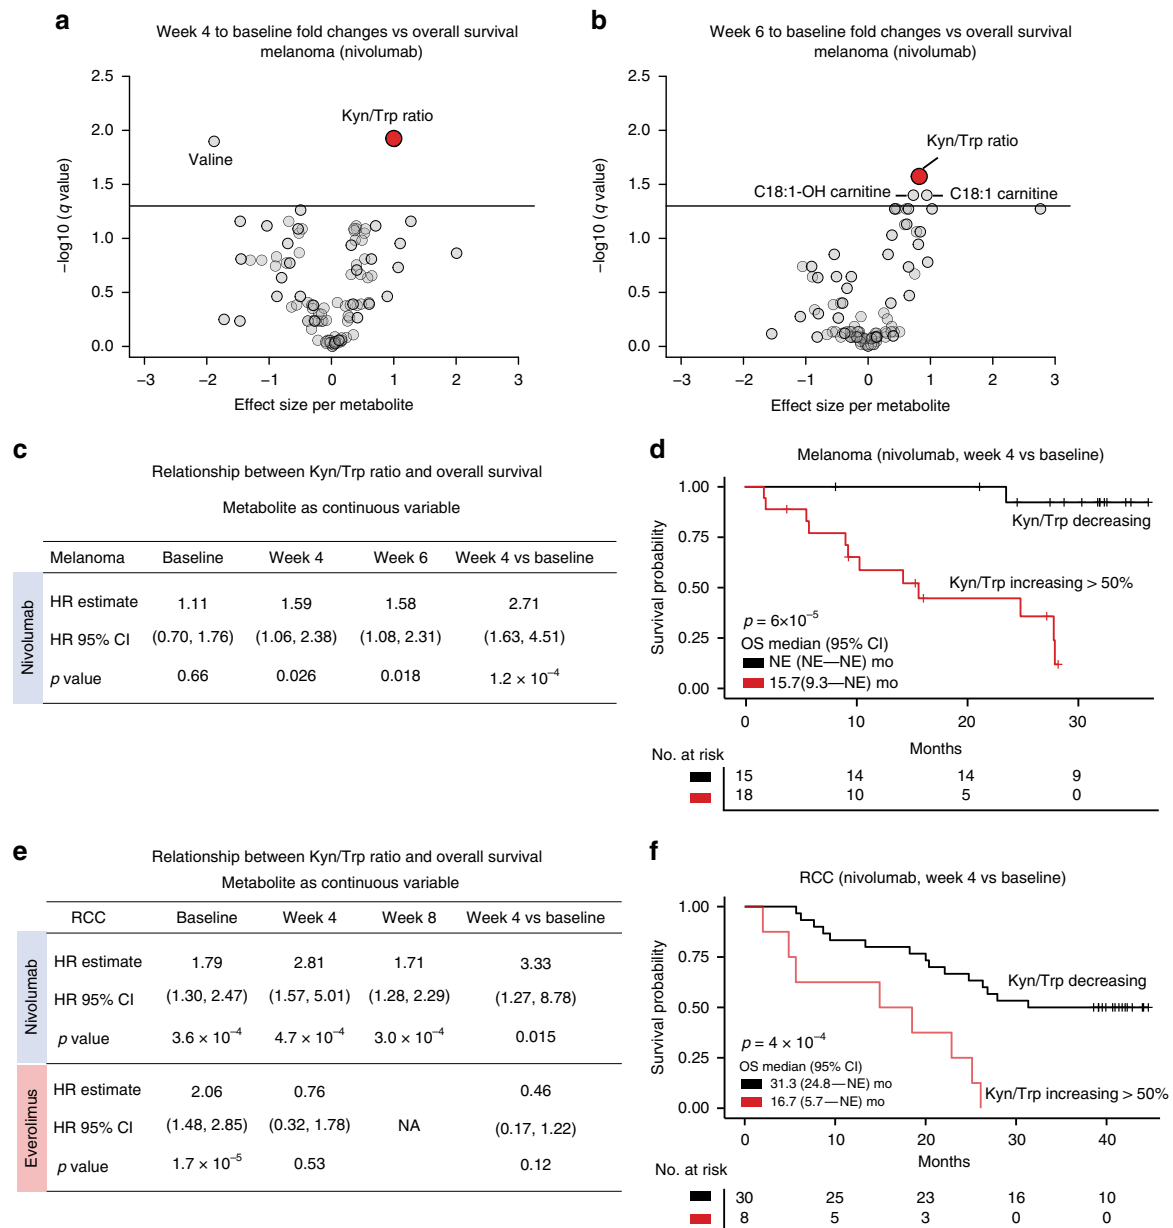 a
Week 4 to baseline fold changes vs overall survival
melanoma (nivolumab)
2.5
2.0
1.5
1.0
0.5
0.0
−log10 (q value)
Kyn/Trp ratio
Valine
−3 −2 −1 0 1 2 3
Effect size per metabolite
b
Week 6 to baseline fold changes vs overall survival
melanoma (nivolumab)
2.5
2.0
1.5
1.0
0.5
0.0
−log10 (q value)
Kyn/Trp ratio
C18:1-OH carnitine
C18:1 carnitine
−3 −2 −1 0 1 2 3
Effect size per metabolite
c
Relationship between Kyn/Trp ratio and overall survival
Metabolite as continuous variable
Melanoma Baseline Week 4 Week 6 Week 4 vs baseline
Nivolumab
HR estimate 1.11 1.59 1.58 2.71
HR 95% CI (0.70, 1.76) (1.06, 2.38) (1.08, 2.31) (1.63, 4.51)
p value 0.66 0.026 0.018 1.2 × 10⁻⁴
d
Melanoma (nivolumab, week 4 vs baseline)
1.00
0.75
0.50
0.25
0.00
Survival probability
Kyn/Trp decreasing
Kyn/Trp increasing > 50%
p = 6×10⁻⁵
OS median (95% CI)
NE (NE—NE) mo
15.7(9.3—NE) mo
0 10 20 30
Months
No. at risk
15 14 14 9
18 10 5 0
e
Relationship between Kyn/Trp ratio and overall survival
Metabolite as continuous variable
RCC Baseline Week 4 Week 8 Week 4 vs baseline
Nivolumab
HR estimate 1.79 2.81 1.71 3.33
HR 95% CI (1.30, 2.47) (1.57, 5.01) (1.28, 2.29) (1.27, 8.78)
p value 3.6 × 10⁻⁴ 4.7 × 10⁻⁴ 3.0 × 10⁻⁴ 0.015
Everolimus
HR estimate 2.06 0.76 0.46
HR 95% CI (1.48, 2.85) (0.32, 1.78) NA (0.17, 1.22)
p value 1.7 × 10⁻⁵ 0.53 0.12
f
RCC (nivolumab, week 4 vs baseline)
1.00
0.75
0.50
0.25
0.00
Survival probability
Kyn/Trp decreasing
p = 4 × 10⁻⁴
OS median (95% CI)
31.3 (24.8—NE) mo
16.7 (5.7—NE) mo
Kyn/Trp increasing > 50%
0 10 20 30 40
Months
No. at risk
30 25 23 16 10
8 5 3 0 0